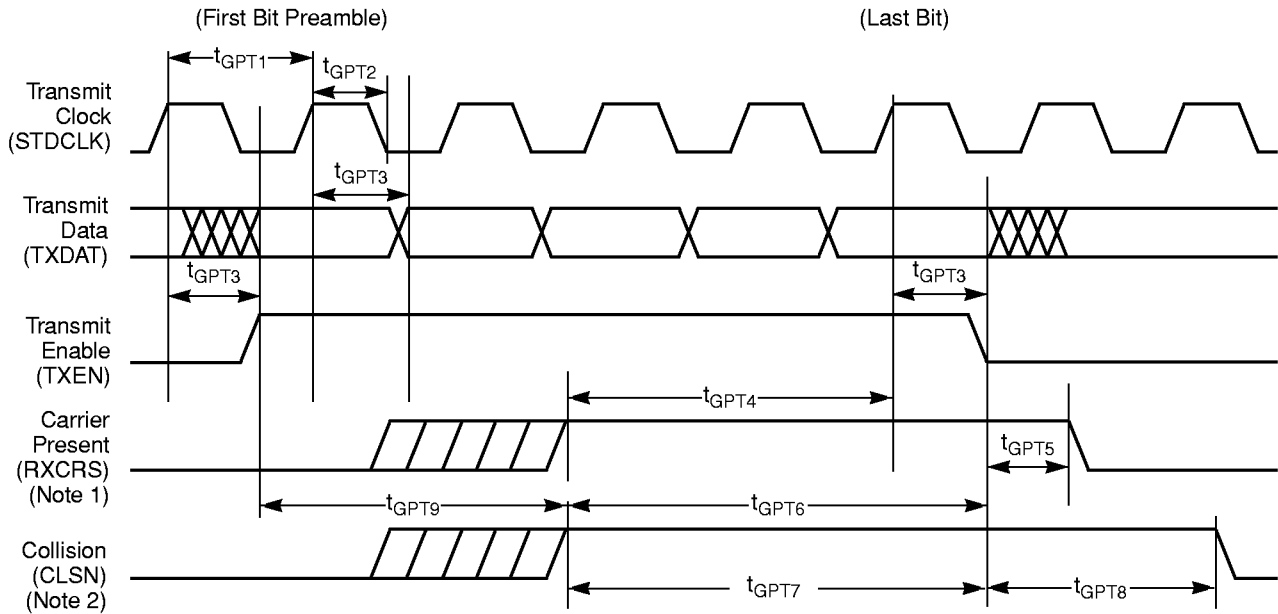 (First Bit Preamble)
(Last Bit)
tGPT1
tGPT2
Transmit
Clock
(STDCLK)
tGPT3
Transmit
Data
(TXDAT)
tGPT3
tGPT3
Transmit
Enable
(TXEN)
tGPT4
Carrier
Present
(RXCRS)
(Note 1)
tGPT5
tGPT9
tGPT6
Collision
(CLSN)
(Note 2)
tGPT7
tGPT8